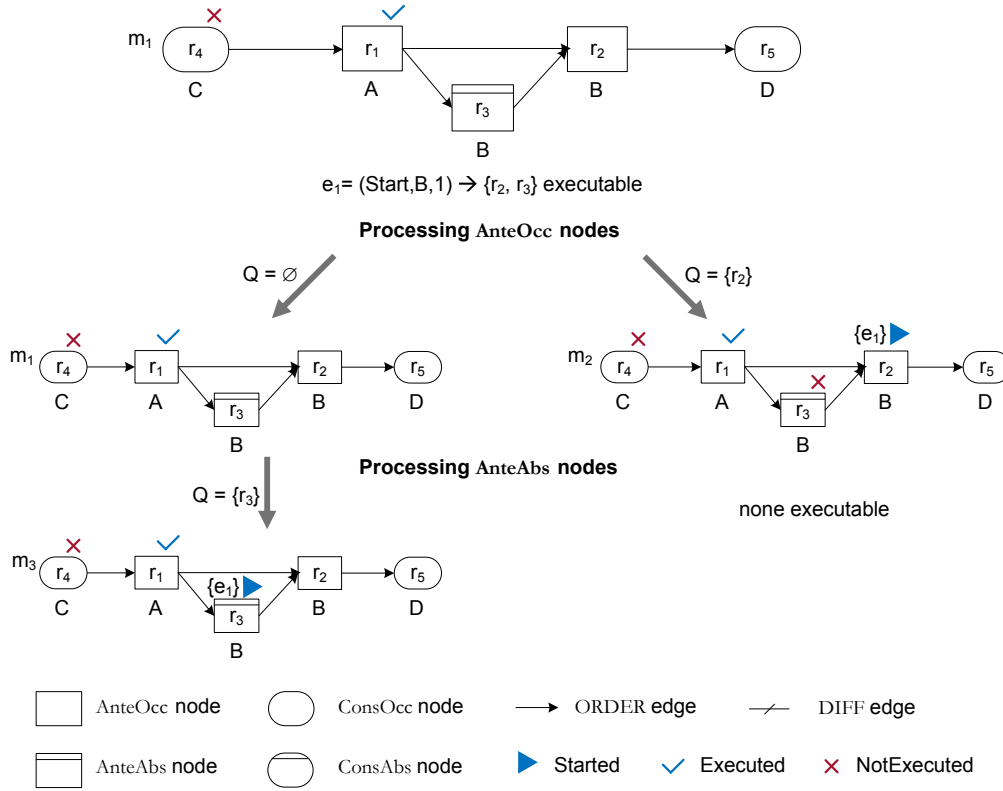 m₁
r₄
r₁
r₂
r₅
C
A
B
D
r₃
B
e₁= (Start,B,1) → {r₂, r₃} executable
Processing AnteOcc nodes
Q = ∅
Q = {r₂}
m₁
r₄
r₁
r₂
r₅
C
A
B
D
r₃
B
{e₁}
m₂
r₄
r₁
r₂
r₅
C
A
B
D
r₃
B
Processing AnteAbs nodes
Q = {r₃}
none executable
m₃
r₄
r₁
r₂
r₅
C
A
B
D
{e₁}
r₃
B
AnteOcc node
ConsOcc node
ORDER edge
DIFF edge
AnteAbs node
ConsAbs node
Started
Executed
NotExecuted